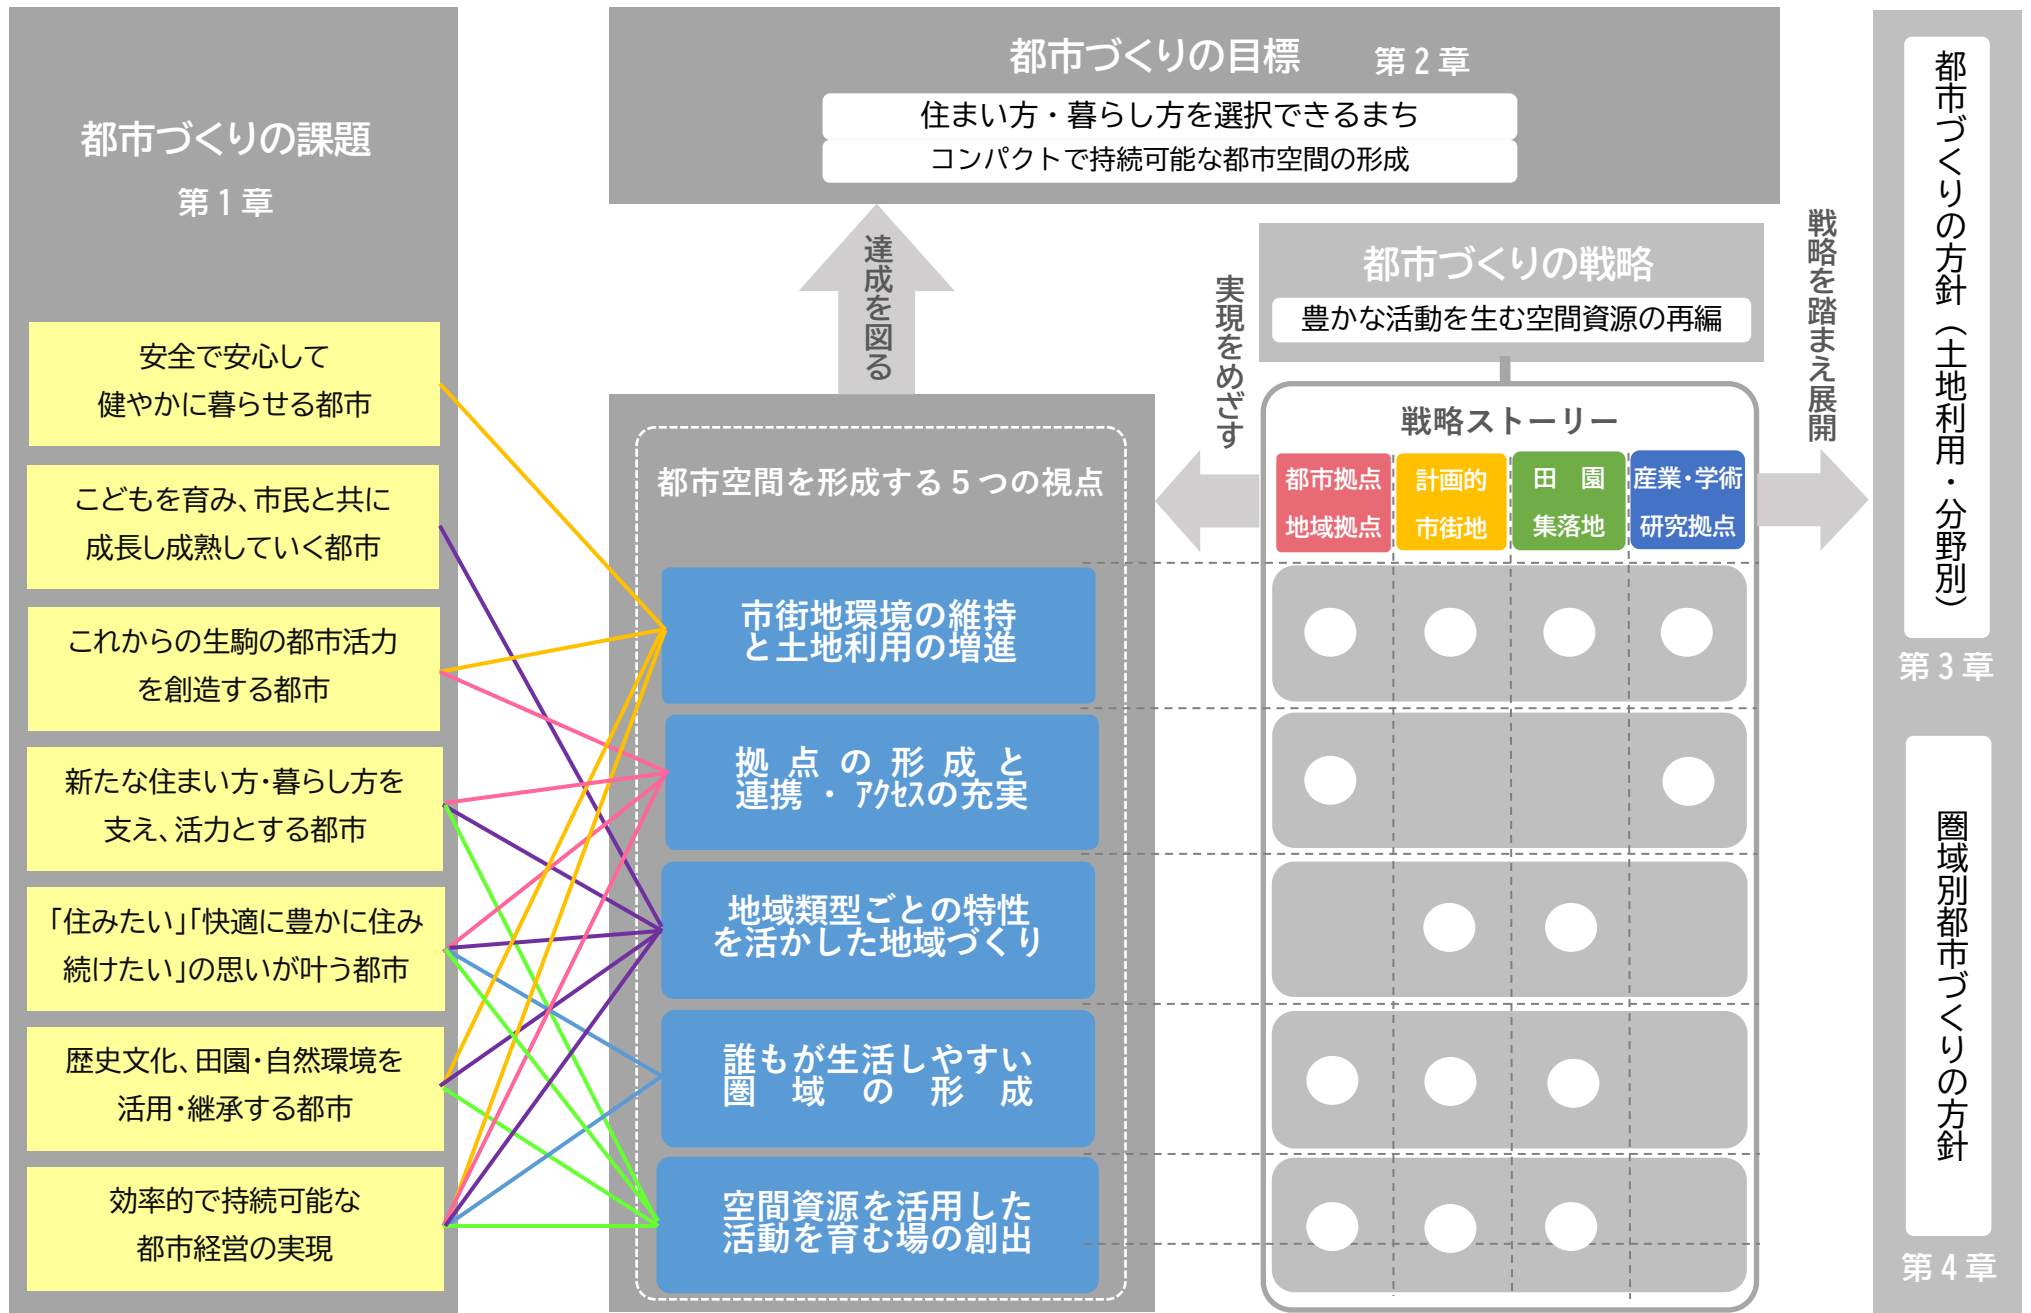 都市づくりの課題
第1章
安全で安心して
健やかに暮らせる都市
こどもを育み、市民と共に
成長し成熟していく都市
これからの生駒の都市活力
を創造する都市
新たな住まい方・暮らし方を
支え、活力とする都市
「住みたい」「快適に豊かに住み
続けたい」の思いが叶う都市
歴史文化、田園・自然環境を
活用・継承する都市
効率的で持続可能な
都市経営の実現
都市づくりの目標 第2章
住まい方・暮らし方を選択できるまち
コンパクトで持続可能な都市空間の形成
達成を図る
都市空間を形成する5つの視点
市街地環境の維持
と土地利用の増進
拠点の形成と
連携・アクセスの充実
地域類型ごとの特性
を活かした地域づくり
誰もが生活しやすい
圏域の形成
空間資源を活用した
活動を育む場の創出
実現をめざす
都市づくりの戦略
豊かな活動を生む空間資源の再編
戦略ストーリー
都市拠点
地域拠点
計画的
市街地
田 園
集落地
産業・学術
研究拠点
戦略を踏まえ展開
都市づくりの方針（土地利用・分野別）
第3章
圏域別都市づくりの方針
第4章